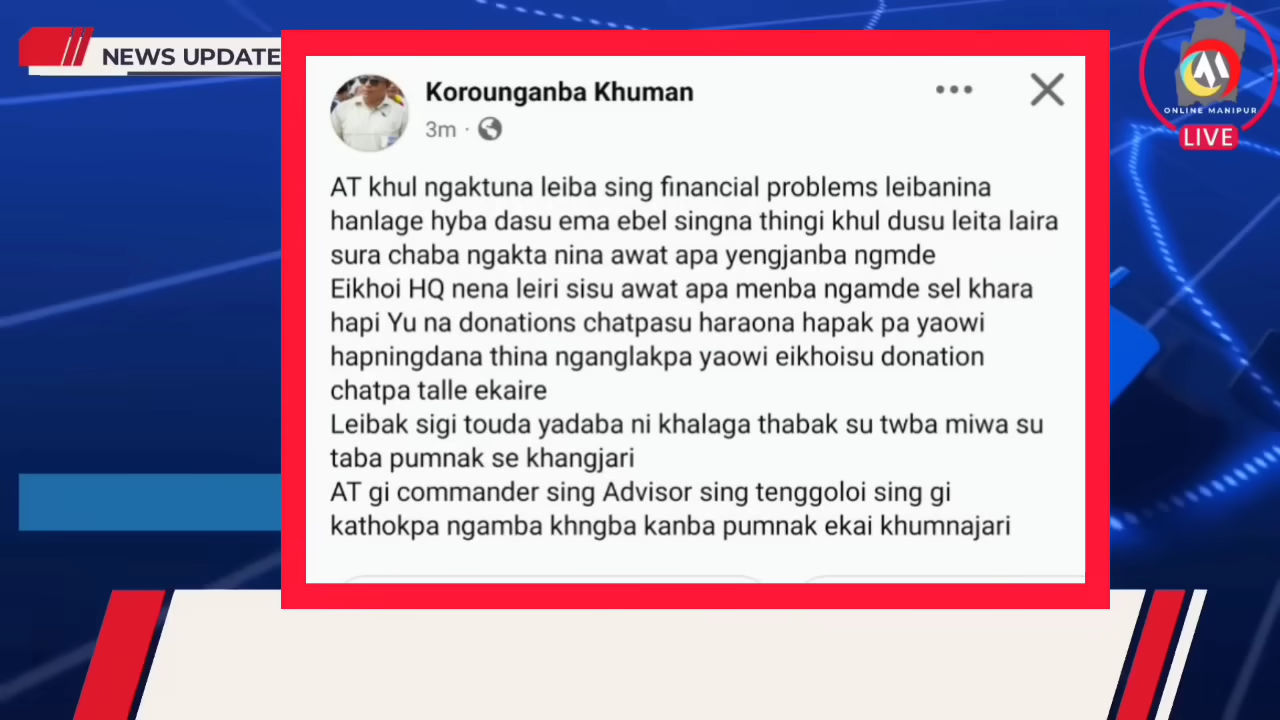 NEWS UPDATE
ONLINE MANIPUR
LIVE
Korounganba Khuman
3m ·
AT khul ngaktuna leiba sing financial problems leibanina
hanlage hyba dasu ema ebel singna thingi khul dusu leita laira
sura chaba ngakta nina awat apa yengjanba ngmde
Eikhoi HQ nena leiri sisu awat apa menba ngamde sel khara
hapi Yu na donations chatpasu haraona hapak pa yaowi
hapningdana thina nganglakpa yaowi eikhoisu donation
chatpa talle ekaire
Leibak sigi touda yadaba ni khalaga thabak su twba miwa su
taba pumnak se khangjari
AT gi commander sing Advisor sing tenggoloi sing gi
kathokpa ngamba khngba kanba pumnak ekai khumnajari